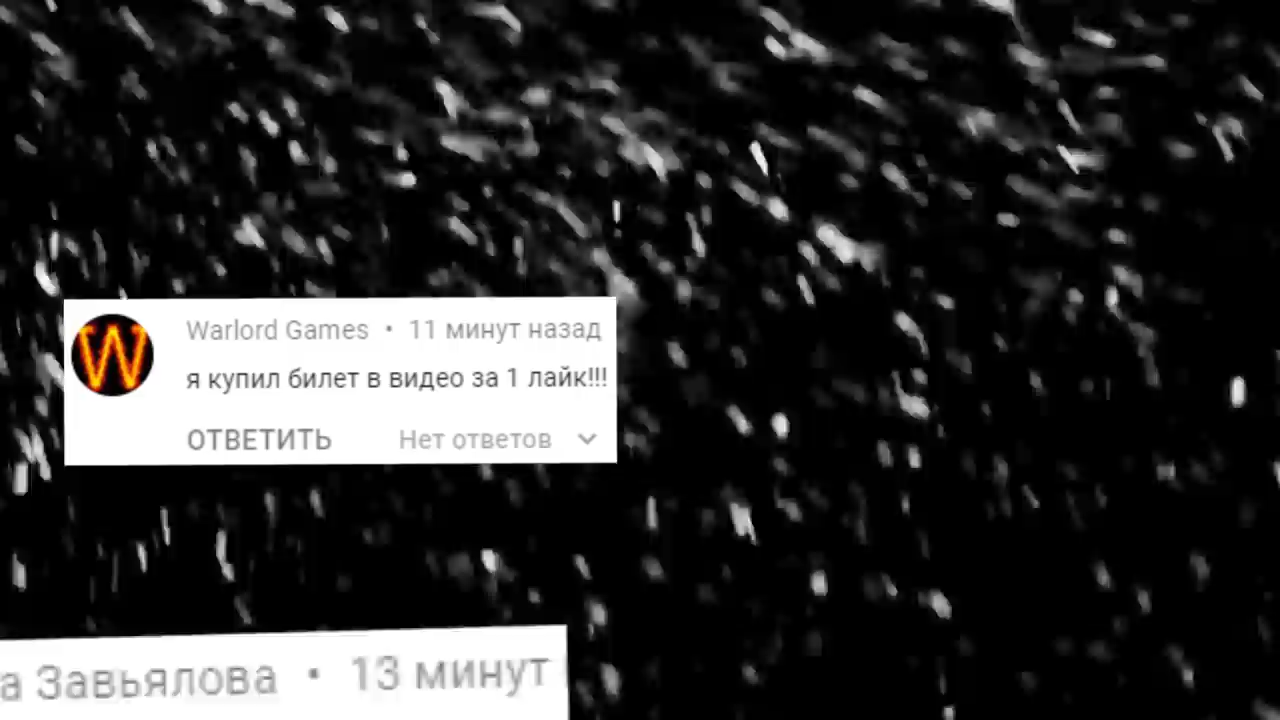 W
Warlord Games • 11 минут назад
я купил билет в видео за 1 лайк!!!
ОТВЕТИТЬ Нет ответов
а Завьялова • 13 минут